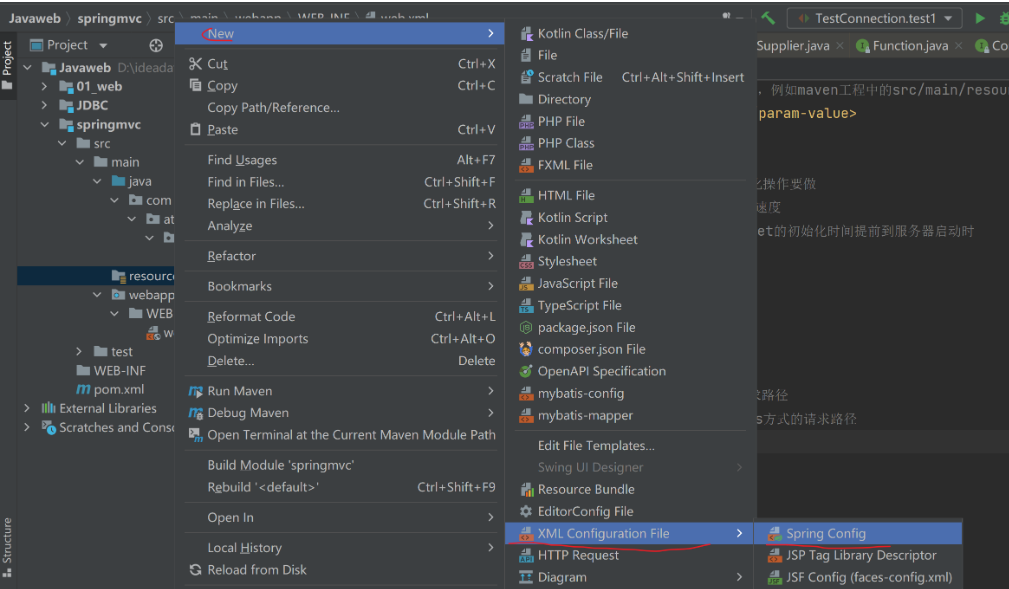 Javaweb springmvc src main webapp WEB-INF web.xml
TestConnection.test1
Project
Project
Javaweb D:\ideada
01_web
JDBC
springmvc
src
main
java
com
at
resourc
webapp
WEB
w
test
WEB-INF
pom.xml
External Libraries
Scratches and Conso
Structure
New
Cut Ctrl+X
Copy Ctrl+C
Copy Path/Reference...
Paste Ctrl+V
Find Usages Alt+F7
Find in Files... Ctrl+Shift+F
Replace in Files... Ctrl+Shift+R
Analyze
Refactor
Bookmarks
Reformat Code Ctrl+Alt+L
Optimize Imports Ctrl+Alt+O
Delete... Delete
Run Maven
Debug Maven
Open Terminal at the Current Maven Module Path
Build Module 'springmvc'
Rebuild '<default>' Ctrl+Shift+F9
Open In
Local History
Reload from Disk
Kotlin Class/File
File
Scratch File Ctrl+Alt+Shift+Insert
Directory
PHP File
PHP Class
FXML File
HTML File
Kotlin Script
Kotlin Worksheet
Stylesheet
JavaScript File
TypeScript File
package.json File
composer.json File
OpenAPI Specification
mybatis-config
mybatis-mapper
Edit File Templates...
Swing UI Designer
Resource Bundle
EditorConfig File
XML Configuration File
HTTP Request
Diagram
Spring Config
JSP Tag Library Descriptor
JSF Config (faces-config.xml)
Supplier.java Function.java Co
，例如maven工程中的src/main/resour
param-value>
化操作要做
速度
et的初始化时间提前到服务器启动时
求路径
s方式的请求路径